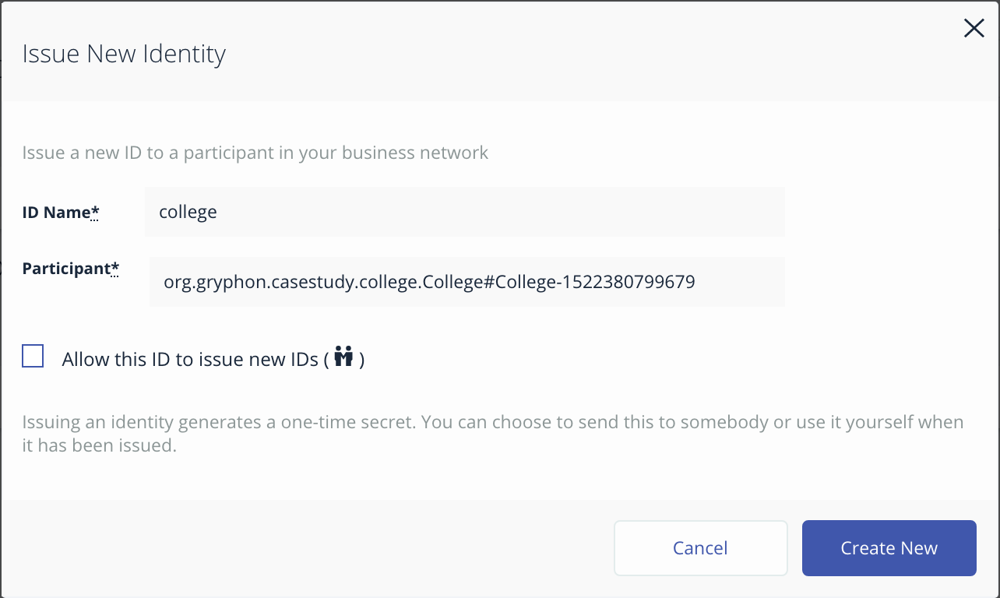 Issue New Identity
Issue a new ID to a participant in your business network
ID Name*
college
Participant*
org.gryphon.casestudy.college.College#College-1522380799679
Allow this ID to issue new IDs ( )
Issuing an identity generates a one-time secret. You can choose to send this to somebody or use it yourself when
it has been issued.
Cancel
Create New